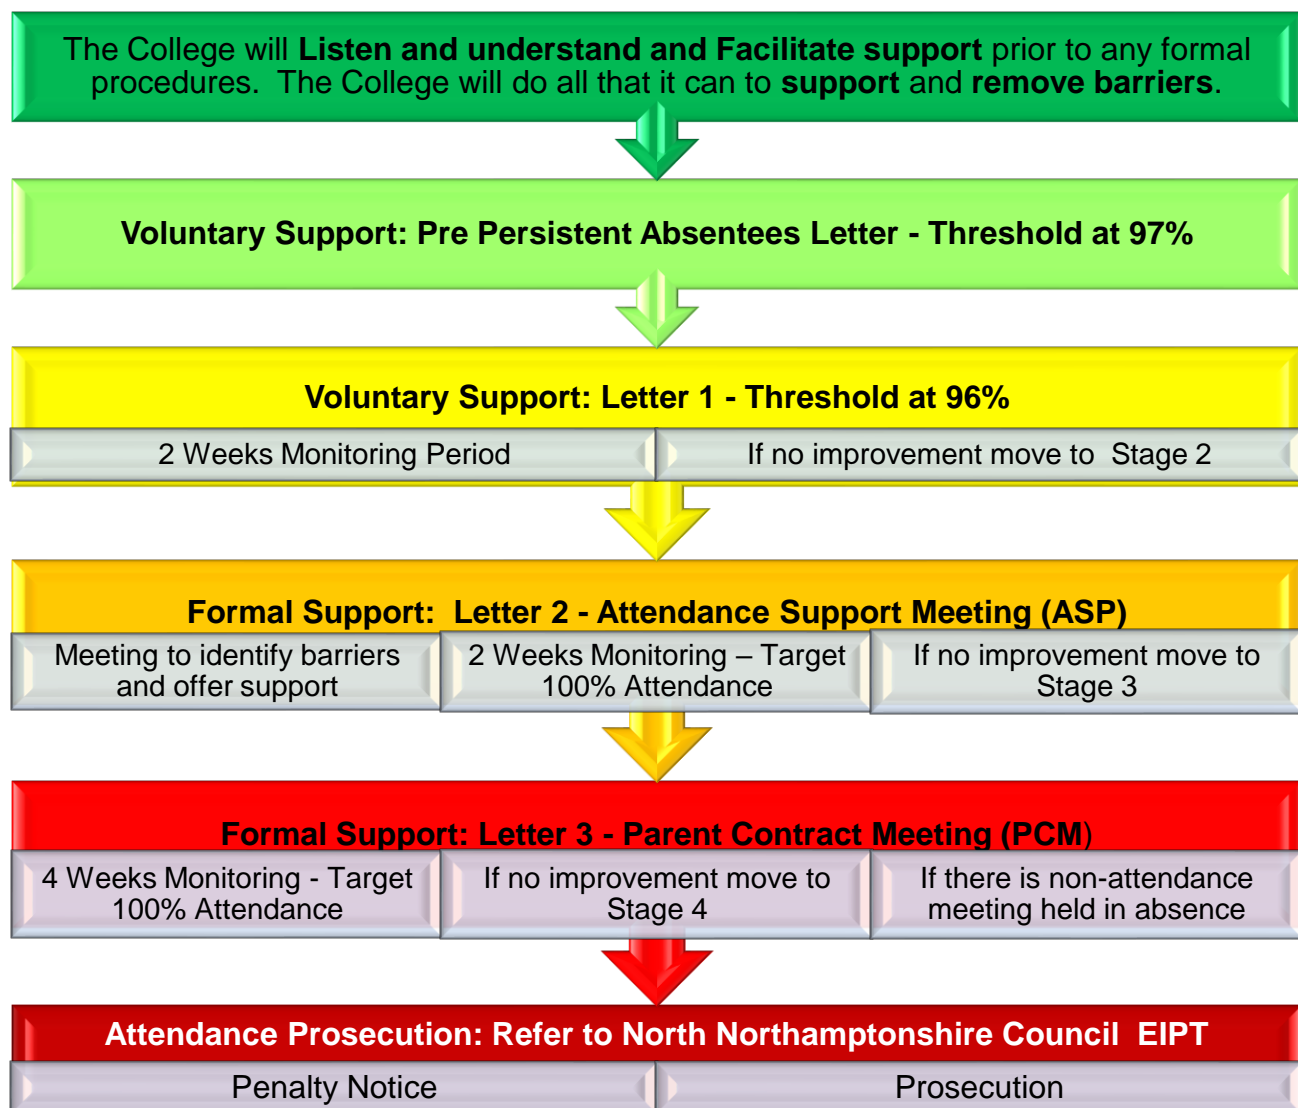 The College will Listen and understand and Facilitate support prior to any formal
procedures.  The College will do all that it can to support and remove barriers.
Voluntary Support: Pre Persistent Absentees Letter - Threshold at 97%
Voluntary Support: Letter 1 - Threshold at 96%
2 Weeks Monitoring Period
If no improvement move to  Stage 2
Formal Support:  Letter 2 - Attendance Support Meeting (ASP)
Meeting to identify barriers
and offer support
2 Weeks Monitoring – Target
100% Attendance
If no improvement move to
Stage 3
Formal Support: Letter 3 - Parent Contract Meeting (PCM)
4 Weeks Monitoring - Target
100% Attendance
If no improvement move to
Stage 4
If there is non-attendance
meeting held in absence
Attendance Prosecution: Refer to North Northamptonshire Council  EIPT
Penalty Notice
Prosecution